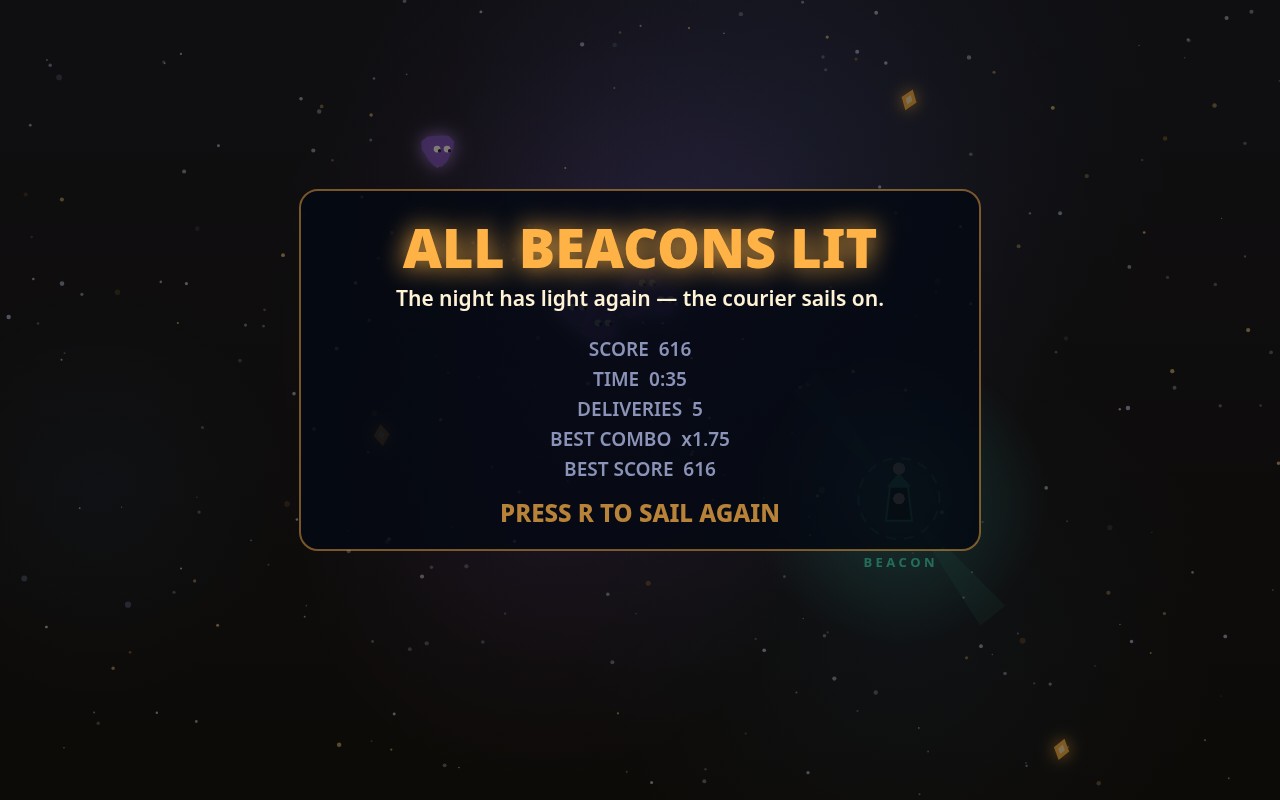 ALL BEACONS LIT
The night has light again — the courier sails on.
SCORE 616
TIME 0:35
DELIVERIES 5
BEST COMBO x1.75
BEST SCORE 616
PRESS R TO SAIL AGAIN
BEACON